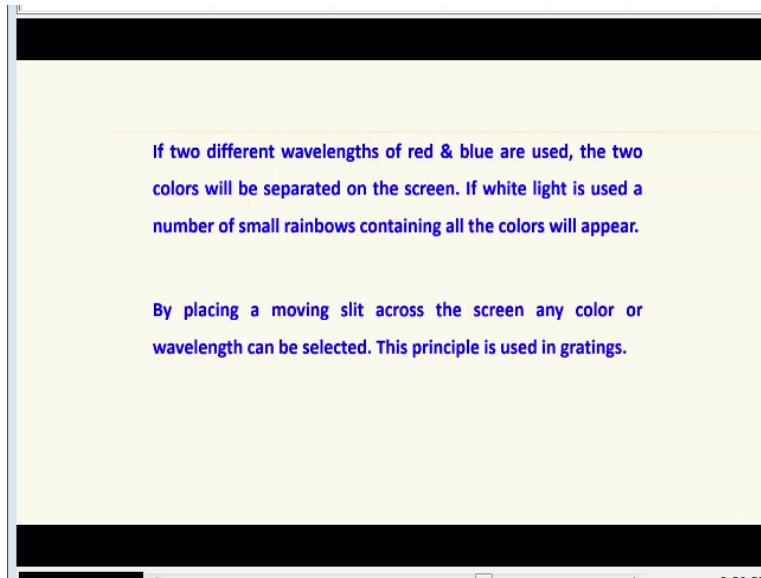 If two different wavelengths of red & blue are used, the two
colors will be separated on the screen. If white light is used a
number of small rainbows containing all the colors will appear.
By placing a moving slit across the screen any color or
wavelength can be selected. This principle is used in gratings.